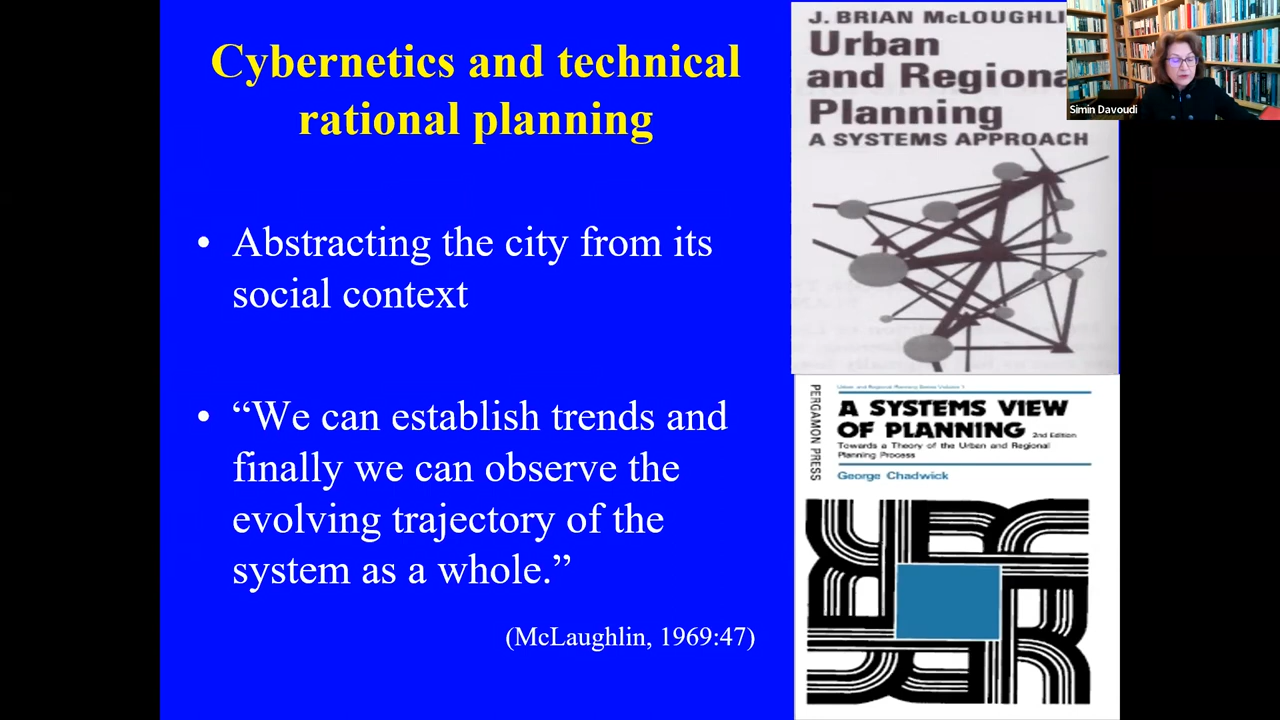 Cybernetics and technical
rational planning
• Abstracting the city from its
social context
• “We can establish trends and
finally we can observe the
evolving trajectory of the
system as a whole.”
(McLaughlin, 1969:47)
J. BRIAN McLOUGHLI
Urban
and Regiona
Planning
A SYSTEMS APPROACH
Simin Davoudi
PERGAMON PRESS
Urban and Regional Planning Series Volume 1
A SYSTEMS VIEW
OF PLANNING 2nd Edition
Towards a Theory of the Urban and Regional
Planning Process
George Chadwick